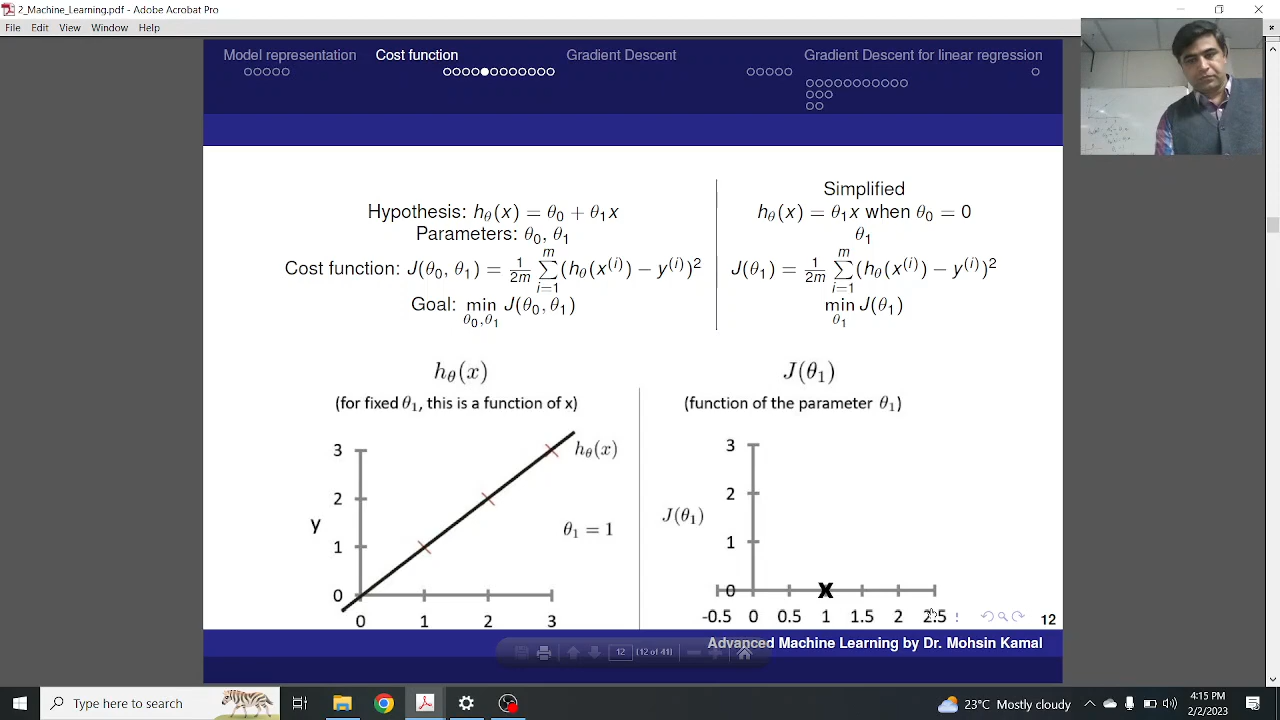 2_Machine_Learning.pdf - Adobe Acrobat Pro
File Edit View Window Help
Model representation Cost function Gradient Descent Gradient Descent for linear regression
Hypothesis: hθ(x) = θ0 + θ1x
Parameters: θ0, θ1
Cost function: J(θ0, θ1) = 1/2m m∑i=1 (hθ(x(i)) − y(i))2
Goal: min θ0,θ1 J(θ0, θ1)
Simplified
hθ(x) = θ1x when θ0 = 0
θ1
J(θ1) = 1/2m m∑i=1 (hθ(x(i)) − y(i))2
min θ1 J(θ1)
hθ(x)
(for fixed θ1, this is a function of x)
3
hθ(x)
2
y
θ1 = 1
1
0
0 1 2 3
J(θ1)
(function of the parameter θ1)
3
2
J(θ1)
1
0
-0.5 0 0.5 1 1.5 2 2.5
12
Advanced Machine Learning by Dr. Mohsin Kamal
12 (12 of 41)
Type here to search
23°C Mostly cloudy
4:15 PM
2/2/2023